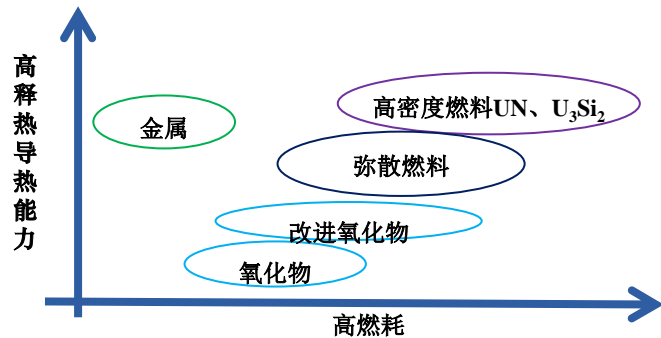 高释热导热能力
金属
高密度燃料UN、U₃Si₂
弥散燃料
改进氧化物
氧化物
高燃耗